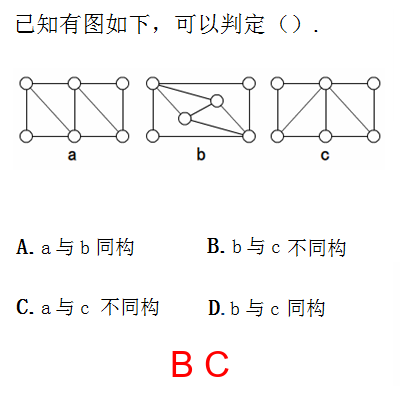 已知有图如下，可以判定（）.
a b c
A. a与b同构 B. b与c 不同构
C. a与c 不同构 D. b与c同构
B C